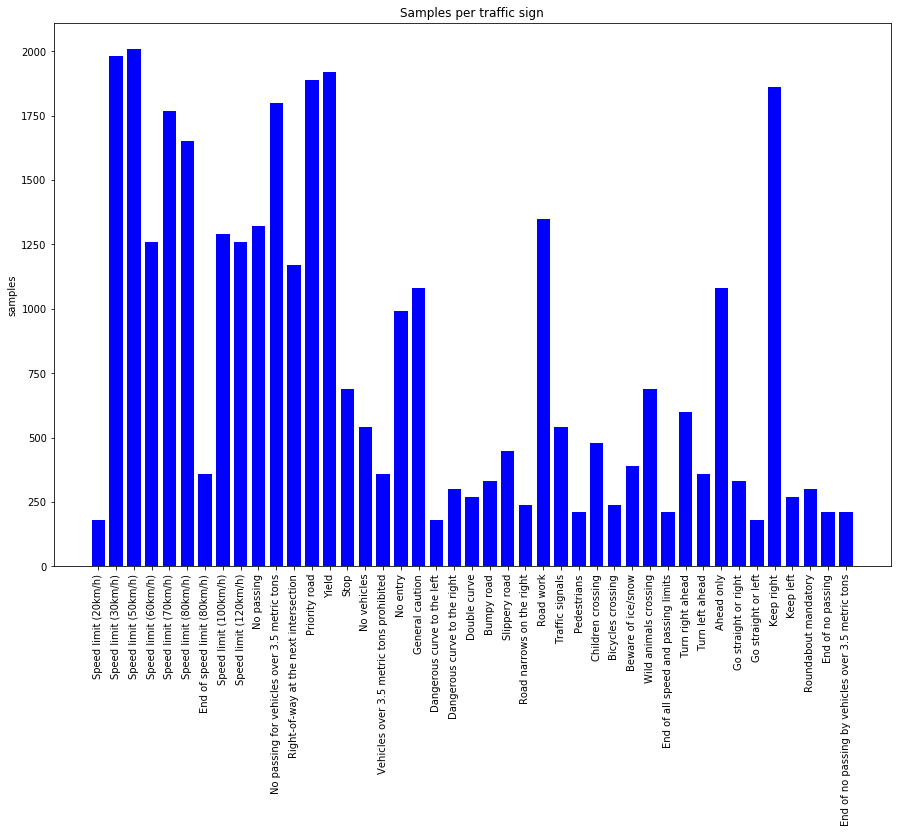 Samples per traffic sign
samples
2000
1750
1500
1250
1000
750
500
250
0
Speed limit (20km/h)
Speed limit (30km/h)
Speed limit (50km/h)
Speed limit (60km/h)
Speed limit (70km/h)
Speed limit (80km/h)
End of speed limit (80km/h)
Speed limit (100km/h)
Speed limit (120km/h)
No passing
No passing for vehicles over 3.5 metric tons
Right-of-way at the next intersection
Priority road
Yield
Stop
No vehicles
Vehicles over 3.5 metric tons prohibited
No entry
General caution
Dangerous curve to the left
Dangerous curve to the right
Double curve
Bumpy road
Slippery road
Road narrows on the right
Road work
Traffic signals
Pedestrians
Children crossing
Bicycles crossing
Beware of ice/snow
Wild animals crossing
End of all speed and passing limits
Turn right ahead
Turn left ahead
Ahead only
Go straight or right
Go straight or left
Keep right
Keep left
Roundabout mandatory
End of no passing
End of no passing by vehicles over 3.5 metric tons